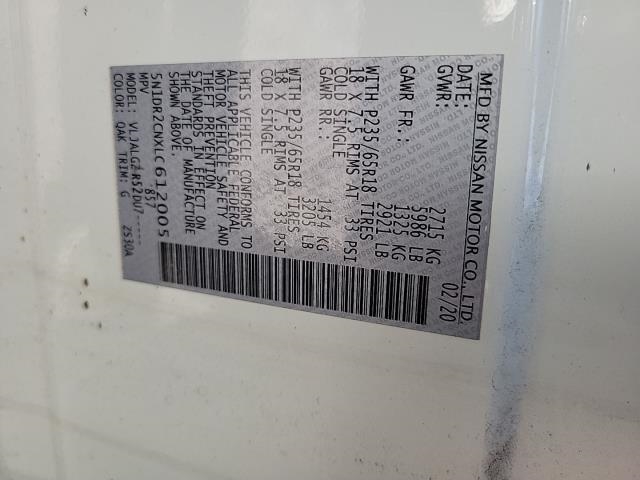 MFD BY NISSAN MOTOR CO., LTD.
DATE: 02/20
GVWR: 2715 KG
5986 LB
GAWR FR.: 1325 KG
2921 LB
WITH P235/65R18 TIRES
18 X 7.5 RIMS AT 33 PSI
COLD SINGLE
GAWR RR.: 1454 KG
3205 LB
WITH P235/65R18 TIRES
18 X 7.5 RIMS AT 33 PSI
COLD SINGLE
THIS VEHICLE CONFORMS TO
ALL APPLICABLE FEDERAL
MOTOR VEHICLE SAFETY AND
THEFT PREVENTION
STANDARDS IN EFFECT ON
THE DATE OF MANUFACTURE
SHOWN ABOVE.
5N1DR2CNXLC612005
MPV 857
MODEL: R52DU7-----
COLOR: QAK TRIM: G 2S30A